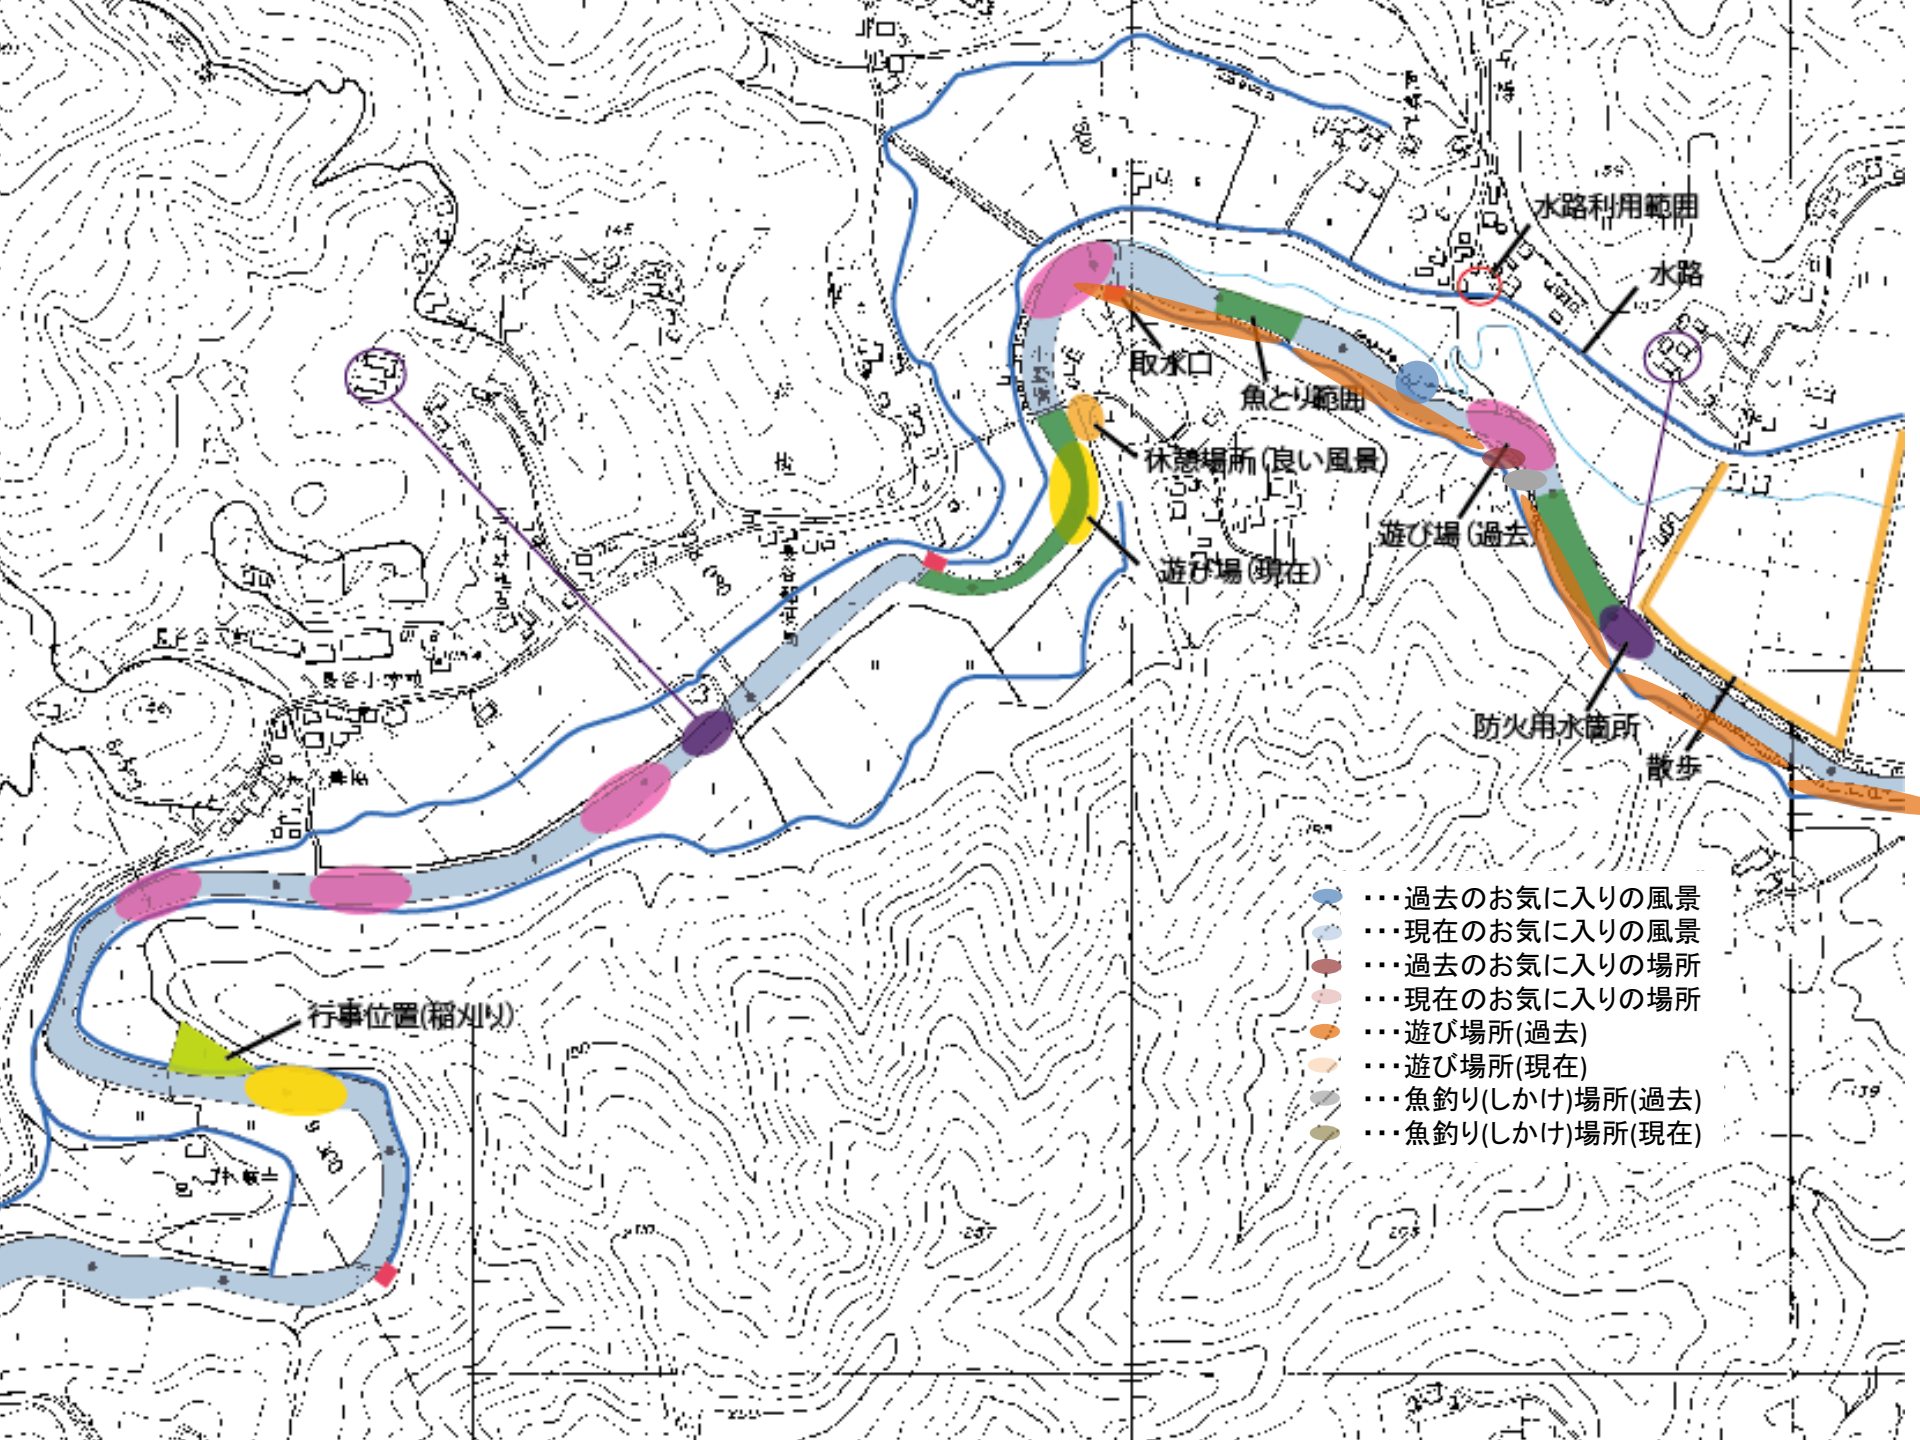 水路利用範囲
水路
取水口
魚とり範囲
休憩場所(良い風景)
遊び場(過去
遊び場(現在)
防火用水箇所
散歩
行事位置(稲刈り)
145
237
203
139
120
…過去のお気に入りの風景
…現在のお気に入りの風景
…過去のお気に入りの場所
…現在のお気に入りの場所
…遊び場所(過去)
…遊び場所(現在)
…魚釣り(しかけ)場所(過去)
…魚釣り(しかけ)場所(現在)